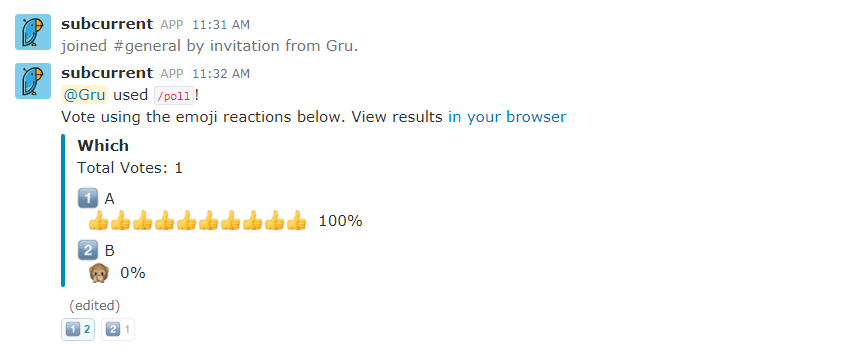 subcurrent APP 11:31 AM
joined #general by invitation from Gru.
subcurrent APP 11:32 AM
@Gru used /poll!
Vote using the emoji reactions below. View results in your browser
Which
Total Votes: 1
1 A
100%
2 B
0%
(edited)
1 2 2 1